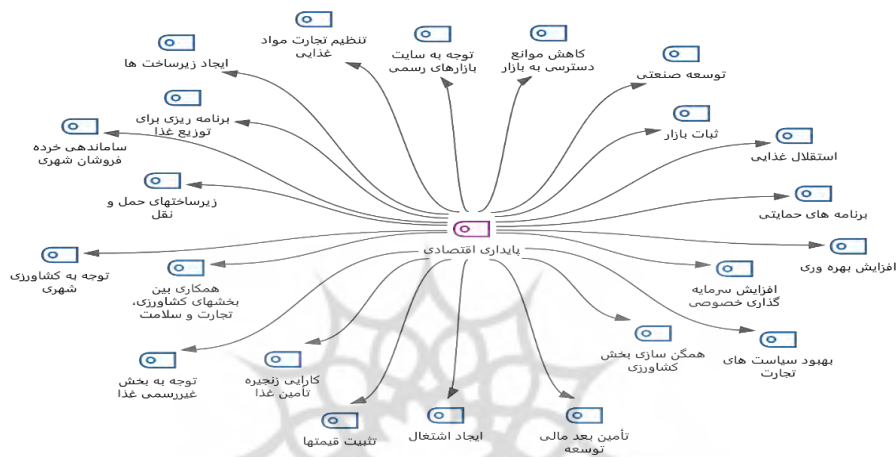 تنظیم تجارت مواد
غذایی
توجه به سایت
بازارهای رسمی
کاهش موانع
دسترسی به بازار
توسعه صنعتی
ایجاد زیرساخت ها
برنامه ریزی برای
توزیع غذا
ثبات بازار
استقلال غذایی
ساماندهی خرده
فروشان شهری
زیرساختهای حمل و
نقل
برنامه های حمایتی
پایداری اقتصادی
افزایش بهره وری
توجه به کشاورزی
شهری
همکاری بین
بخشهای کشاورزی،
تجارت و سلامت
افزایش سرمایه
گذاری خصوصی
همگن سازی بخش
کشاورزی
بهبود سیاست های
تجارت
توجه به بخش
غیررسمی غذا
کارایی زنجیره
تأمین غذا
تثبیت قیمتها
ایجاد اشتغال
تأمین بعد مالی
توسعه